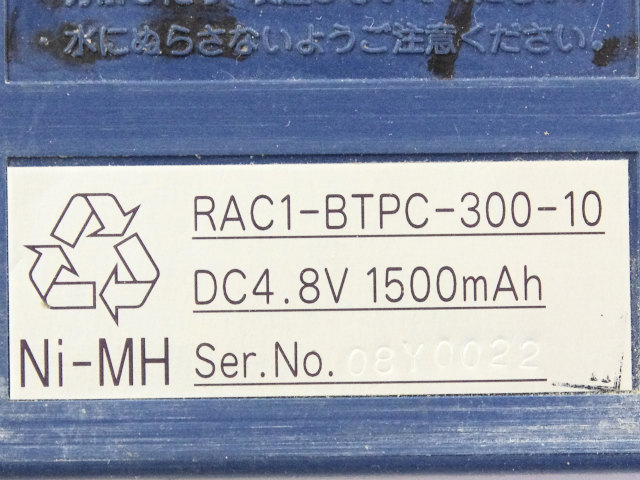 ・水にぬらさないようご注意ください。
RAC1-BTPC-300-10
DC4.8V 1500mAh
Ni-MH
Ser.No. 08Y0022